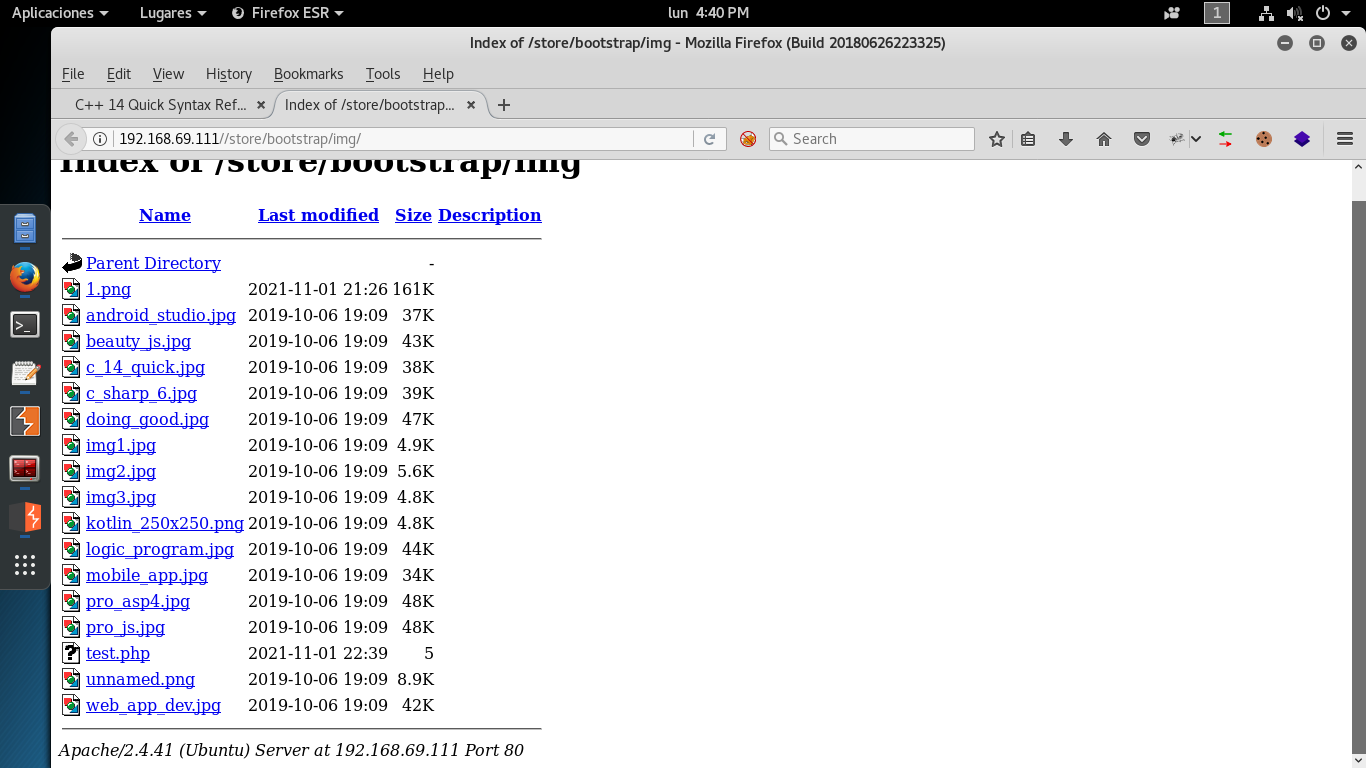 Aplicaciones Lugares Firefox ESR lun 4:40 PM 1
Index of /store/bootstrap/img - Mozilla Firefox (Build 20180626223325)
File Edit View History Bookmarks Tools Help
C++ 14 Quick Syntax Ref... Index of /store/bootstrap...
192.168.69.111//store/bootstrap/img/ Search
Index of /store/bootstrap/img
Name Last modified Size Description
Parent Directory -
1.png 2021-11-01 21:26 161K
android_studio.jpg 2019-10-06 19:09 37K
beauty_js.jpg 2019-10-06 19:09 43K
c_14_quick.jpg 2019-10-06 19:09 38K
c_sharp_6.jpg 2019-10-06 19:09 39K
doing_good.jpg 2019-10-06 19:09 47K
img1.jpg 2019-10-06 19:09 4.9K
img2.jpg 2019-10-06 19:09 5.6K
img3.jpg 2019-10-06 19:09 4.8K
kotlin_250x250.png 2019-10-06 19:09 4.8K
logic_program.jpg 2019-10-06 19:09 44K
mobile_app.jpg 2019-10-06 19:09 34K
pro_asp4.jpg 2019-10-06 19:09 48K
pro_js.jpg 2019-10-06 19:09 48K
test.php 2021-11-01 22:39 5
unnamed.png 2019-10-06 19:09 8.9K
web_app_dev.jpg 2019-10-06 19:09 42K
Apache/2.4.41 (Ubuntu) Server at 192.168.69.111 Port 80